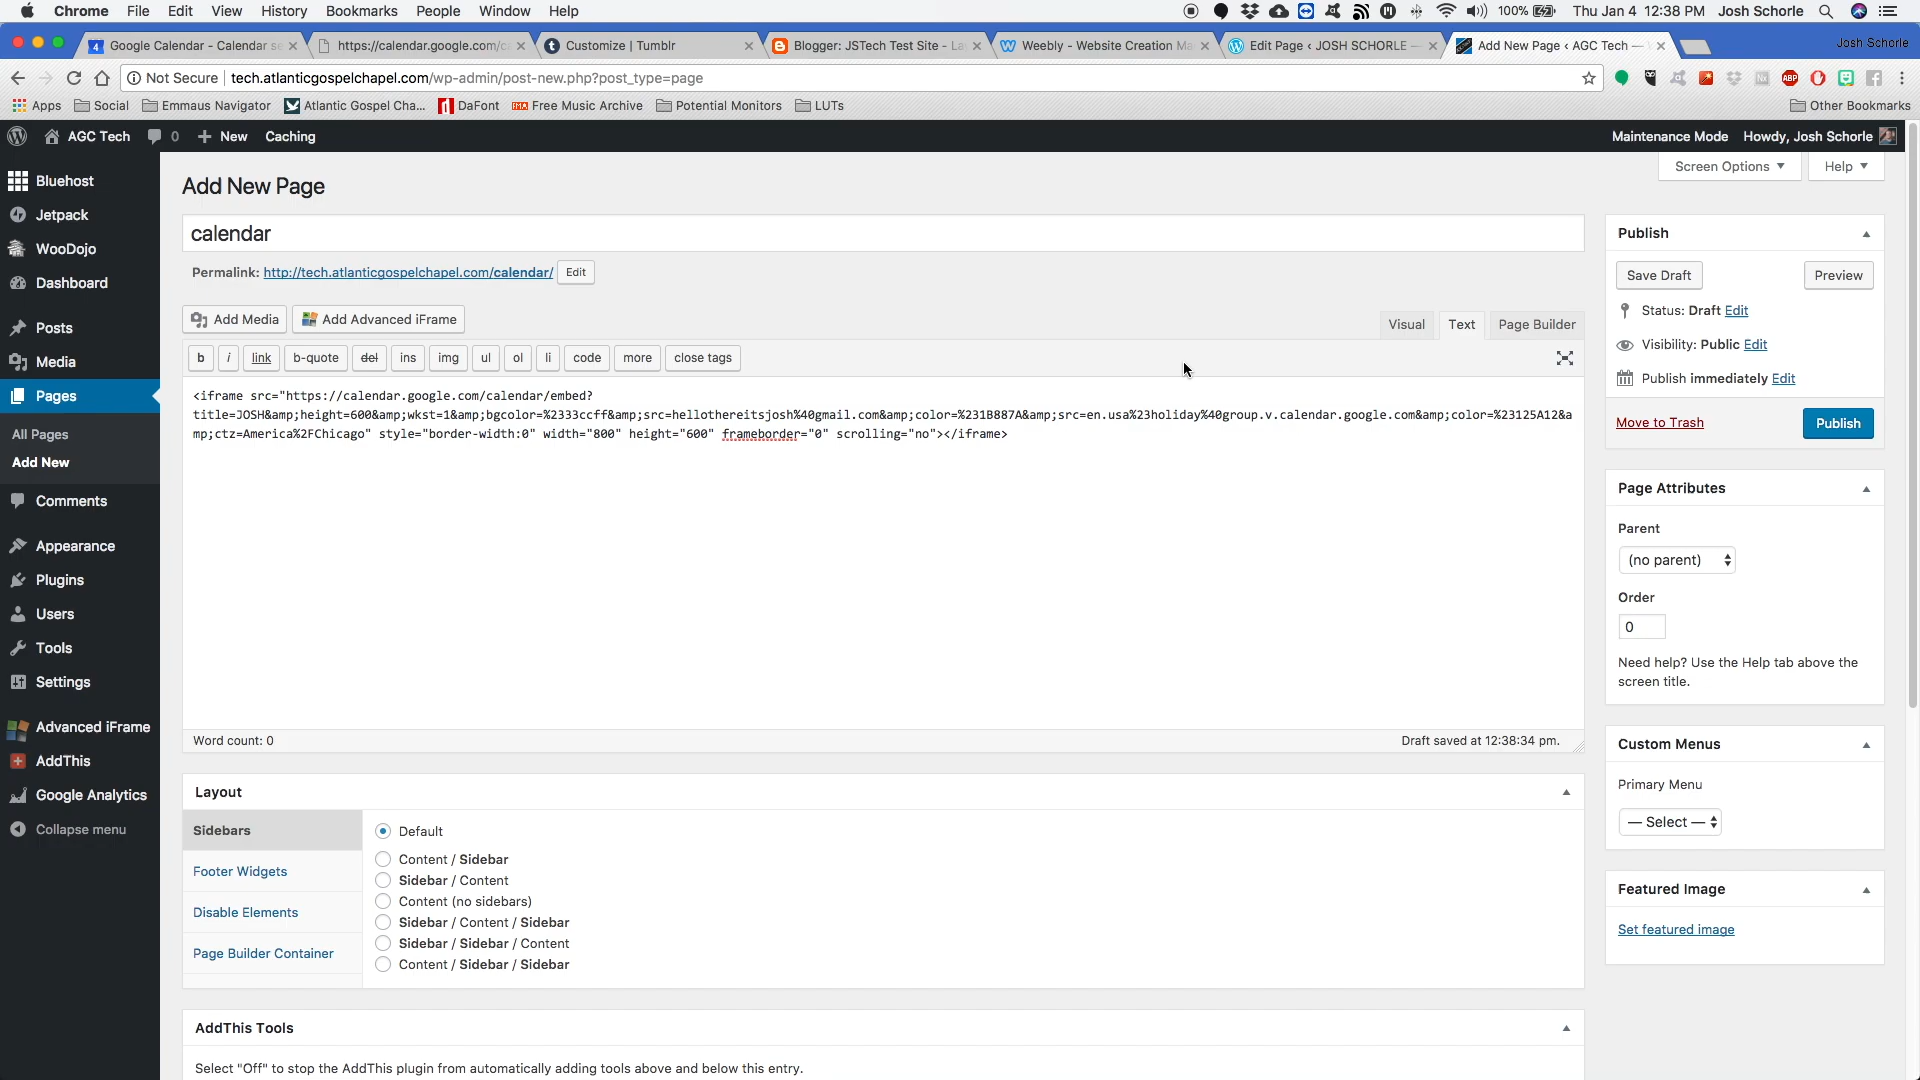 Chrome File Edit View History Bookmarks People Window Help 100% Thu Jan 4 12:38 PM Josh Schorle
Google Calendar - Calendar se https://calendar.google.com/ca Customize | Tumblr Blogger: JSTech Test Site - La Weebly - Website Creation Ma Edit Page ‹ JOSH SCHORLE — Add New Page ‹ AGC Tech — Josh Schorle
Not Secure tech.atlanticgospelchapel.com/wp-admin/post-new.php?post_type=page
Apps Social Emmaus Navigator Atlantic Gospel Cha... DaFont Free Music Archive Potential Monitors LUTs Other Bookmarks
AGC Tech 0 New Caching Maintenance Mode Howdy, Josh Schorle
Screen Options Help
Bluehost
Jetpack
WooDojo
Dashboard
Posts
Media
Pages
All Pages
Add New
Comments
Appearance
Plugins
Users
Tools
Settings
Advanced iFrame
AddThis
Google Analytics
Collapse menu
Add New Page
calendar
Permalink: http://tech.atlanticgospelchapel.com/calendar/ Edit
Add Media Add Advanced iFrame
Visual Text Page Builder
b i link b-quote del ins img ul ol li code more close tags
<iframe src="https://calendar.google.com/calendar/embed?
title=JOSH&amp;height=600&amp;wkst=1&amp;bgcolor=%2333ccff&amp;src=hellothereitsjosh%40gmail.com&amp;color=%231B887A&amp;src=en.usa%23holiday%40group.v.calendar.google.com&amp;color=%23125A12&a
mp;ctz=America%2FChicago" style="border-width:0" width="800" height="600" frameborder="0" scrolling="no"></iframe>
Word count: 0 Draft saved at 12:38:34 pm.
Layout
Sidebars
Footer Widgets
Disable Elements
Page Builder Container
Default
Content / Sidebar
Sidebar / Content
Content (no sidebars)
Sidebar / Content / Sidebar
Sidebar / Sidebar / Content
Content / Sidebar / Sidebar
AddThis Tools
Select "Off" to stop the AddThis plugin from automatically adding tools above and below this entry.
Publish
Save Draft Preview
Status: Draft Edit
Visibility: Public Edit
Publish immediately Edit
Move to Trash Publish
Page Attributes
Parent
(no parent)
Order
0
Need help? Use the Help tab above the
screen title.
Custom Menus
Primary Menu
— Select —
Featured Image
Set featured image